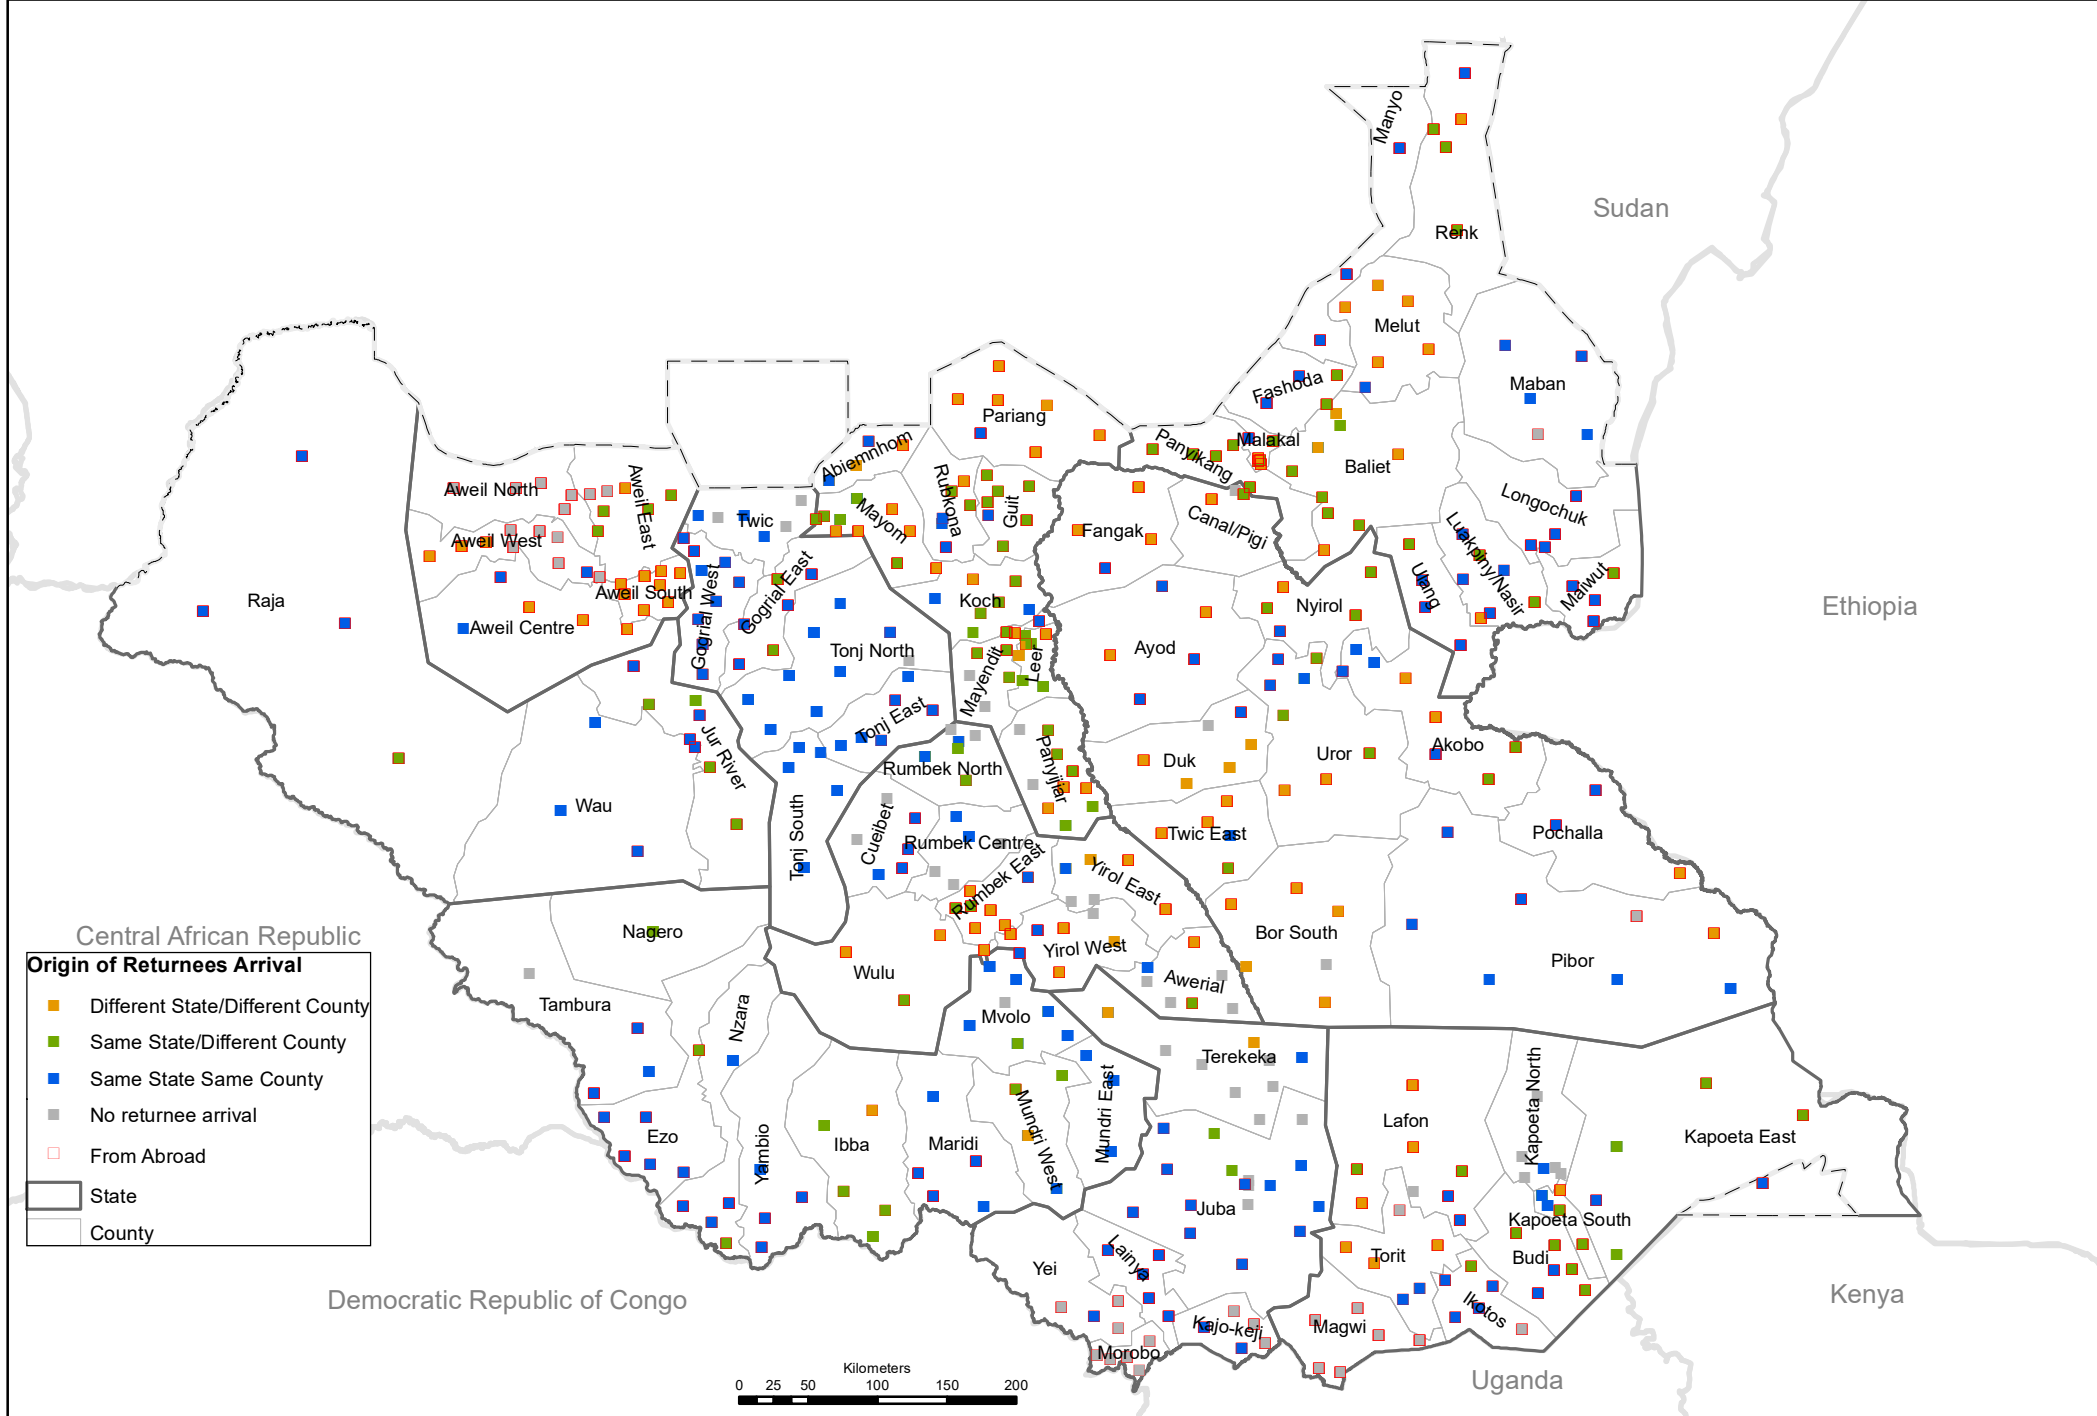 Manyo
Sudan
Renk
Melut
Maban
Fashoda
Pariang
Abiemnhom
Panyikang
Malakal
Baliet
Longochuk
Aweil North
Aweil East
Rubkona
Guit
Mayom
Twic
Canal/Pigi
Fangak
Luakpiny/Nasir
Aweil West
Ulang
Maiwut
Ethiopia
Raja
Aweil South
Aweil Centre
Gogrial West
Gogrial East
Koch
Nyirol
Tonj North
Ayod
Mayendit
Leer
Tonj East
Jur River
Panyijiar
Duk
Uror
Akobo
Rumbek North
Wau
Tonj South
Cueibet
Rumbek Centre
Twic East
Pochalla
Rumbek East
Yirol East
Central African Republic
Nagero
Bor South
Yirol West
Pibor
Wulu
Awerial
Origin of Returnees Arrival
Different State/Different County
Same State/Different County
Same State Same County
No returnee arrival
From Abroad
State
County
Tambura
Nzara
Mvolo
Terekeka
Kapoeta North
Lafon
Mundri East
Ezo
Yambio
Ibba
Maridi
Mundri West
Kapoeta East
Juba
Kapoeta South
Lainya
Torit
Budi
Yei
Democratic Republic of Congo
Kenya
Ikotos
Kajo-keji
Magwi
Morobo
Uganda
Kilometers
0 25 50 100 150 200